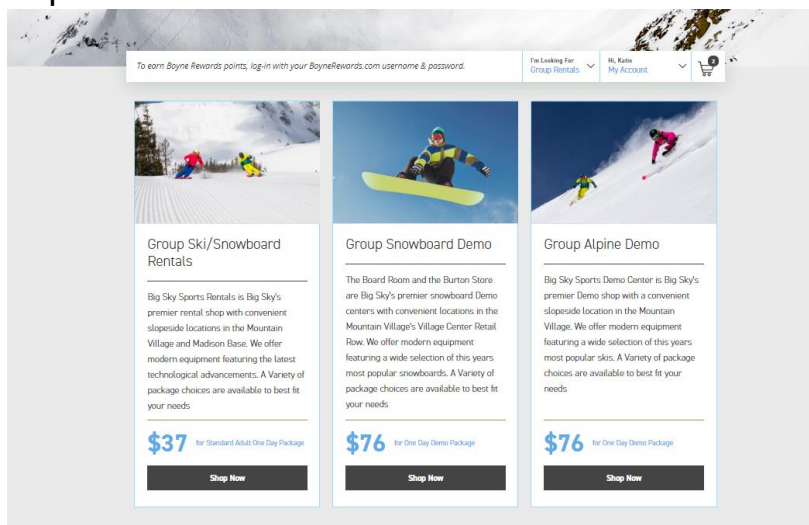 To earn Boyne Rewards points, log-in with your BoyneRewards.com username & password.
I'm Looking For
Group Rentals
Hi, Katie
My Account
2
Group Ski/Snowboard
Rentals
Big Sky Sports Rentals is Big Sky's
premier rental shop with convenient
slopeside locations in the Mountain
Village and Madison Base. We offer
modern equipment featuring the latest
technological advancements. A Variety of
package choices are available to best fit
your needs
$37 for Standard Adult One Day Package
Shop Now
Group Snowboard Demo
The Board Room and the Burton Store
are Big Sky's premier snowboard Demo
centers with convenient locations in the
Mountain Village's Village Center Retail
Row. We offer modern equipment
featuring a wide selection of this years
most popular snowboards. A Variety of
package choices are available to best fit
your needs
$76 for One Day Demo Package
Shop Now
Group Alpine Demo
Big Sky Sports Demo Center is Big Sky's
premier Demo shop with a convenient
slopeside location in the Mountain
Village. We offer modern equipment
featuring a wide selection of this years
most popular skis. A Variety of package
choices are available to best fit your
needs
$76 for One Day Demo Package
Shop Now